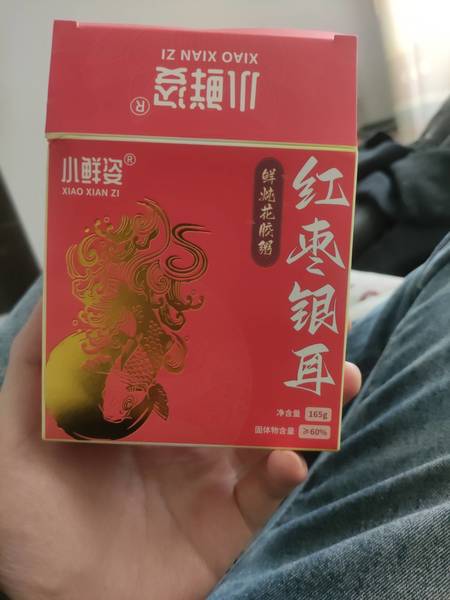 小鲜姿®
XIAO XIAN ZI
小鲜姿®
XIAO XIAN ZI
鲜炖花胶粥
红枣银耳
净含量 165g
固体物含量 ≥60%